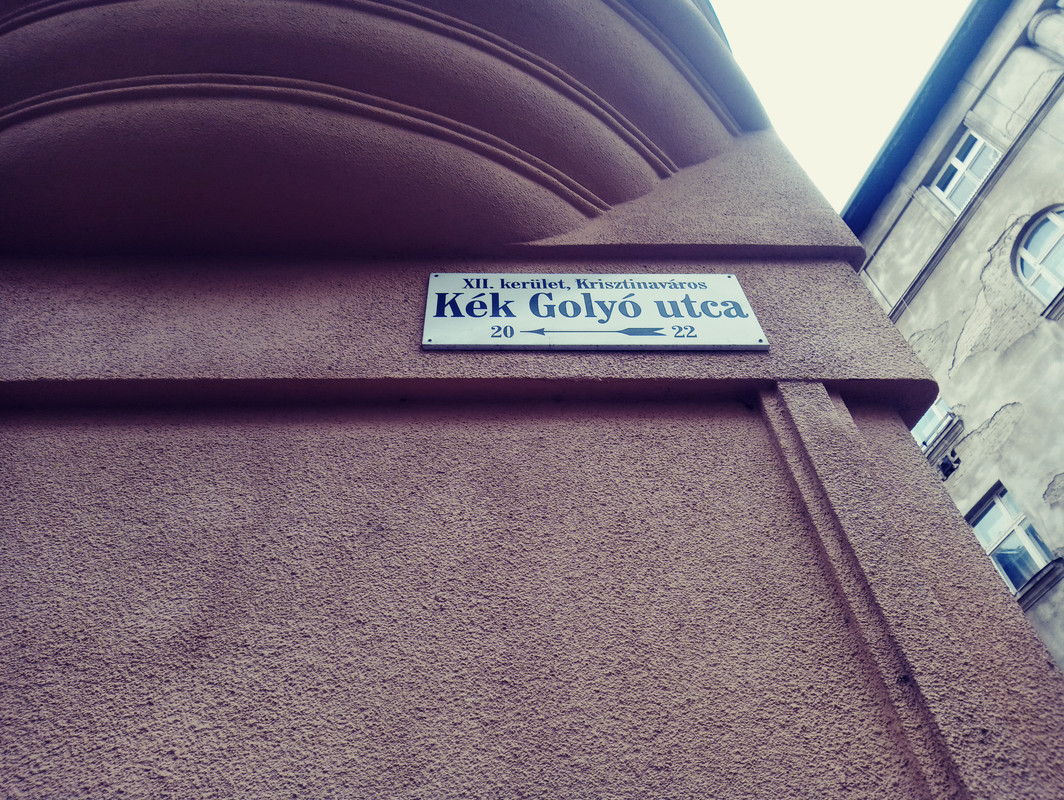 XII. kerület, Krisztinaváros
Kék Golyó utca
20 22